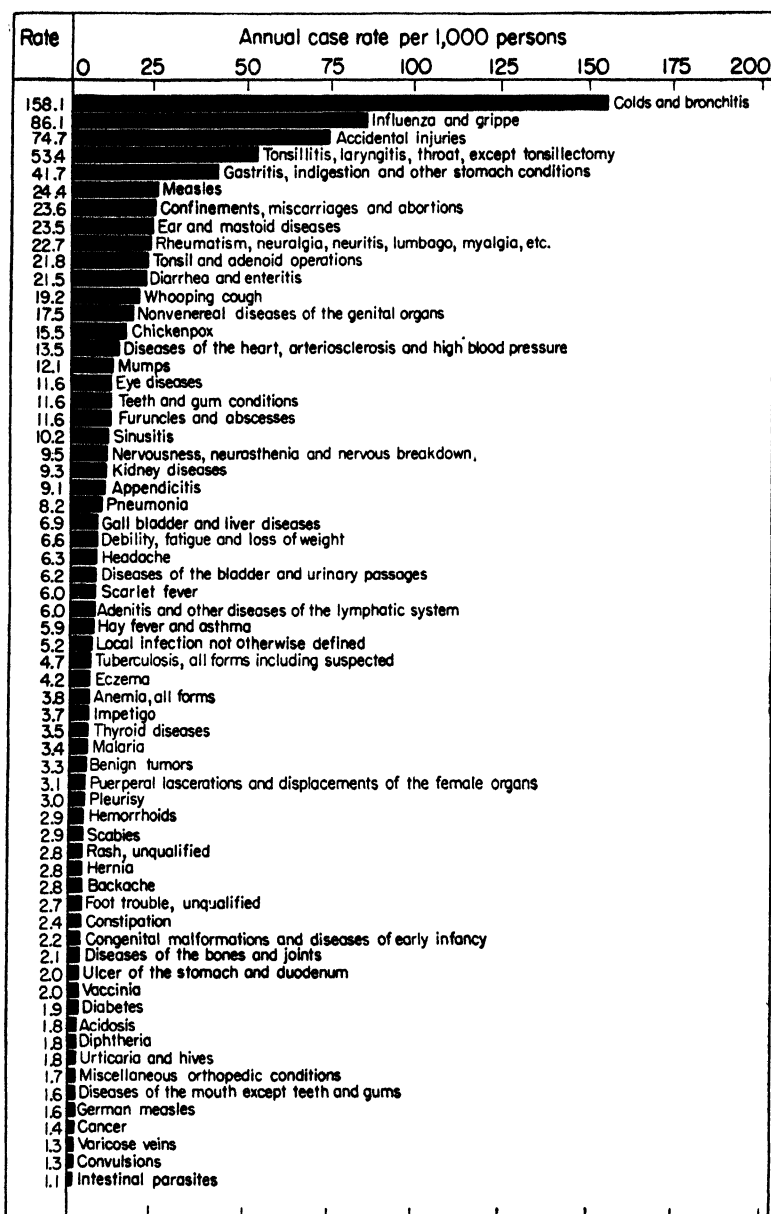 Rate Annual case rate per 1,000 persons
0 25 50 75 100 125 150 175 200
158.1 Colds and bronchitis
86.1 Influenza and grippe
74.7 Accidental injuries
53.4 Tonsillitis, laryngitis, throat, except tonsillectomy
41.7 Gastritis, indigestion and other stomach conditions
24.4 Measles
23.6 Confinements, miscarriages and abortions
23.5 Ear and mastoid diseases
22.7 Rheumatism, neuralgia, neuritis, lumbago, myalgia, etc.
21.8 Tonsil and adenoid operations
21.5 Diarrhea and enteritis
19.2 Whooping cough
17.5 Nonvenereal diseases of the genital organs
15.5 Chickenpox
13.5 Diseases of the heart, arteriosclerosis and high blood pressure
12.1 Mumps
11.6 Eye diseases
11.6 Teeth and gum conditions
11.6 Furuncles and abscesses
10.2 Sinusitis
9.5 Nervousness, neurasthenia and nervous breakdown.
9.3 Kidney diseases
9.1 Appendicitis
8.2 Pneumonia
6.9 Gall bladder and liver diseases
6.6 Debility, fatigue and loss of weight
6.3 Headache
6.2 Diseases of the bladder and urinary passages
6.0 Scarlet fever
6.0 Adenitis and other diseases of the lymphatic system
5.9 Hay fever and asthma
5.2 Local infection not otherwise defined
4.7 Tuberculosis, all forms including suspected
4.2 Eczema
3.8 Anemia, all forms
3.7 Impetigo
3.5 Thyroid diseases
3.4 Malaria
3.3 Benign tumors
3.1 Puerperal lascerations and displacements of the female organs
3.0 Pleurisy
2.9 Hemorrhoids
2.9 Scabies
2.8 Rash, unqualified
2.8 Hernia
2.8 Backache
2.7 Foot trouble, unqualified
2.4 Constipation
2.2 Congenital malformations and diseases of early infancy
2.1 Diseases of the bones and joints
2.0 Ulcer of the stomach and duodenum
2.0 Vaccinia
1.9 Diabetes
1.8 Acidosis
1.8 Diphtheria
1.8 Urticaria and hives
1.7 Miscellaneous orthopedic conditions
1.6 Diseases of the mouth except teeth and gums
1.6 German measles
1.4 Cancer
1.3 Varicose veins
1.3 Convulsions
1.1 Intestinal parasites